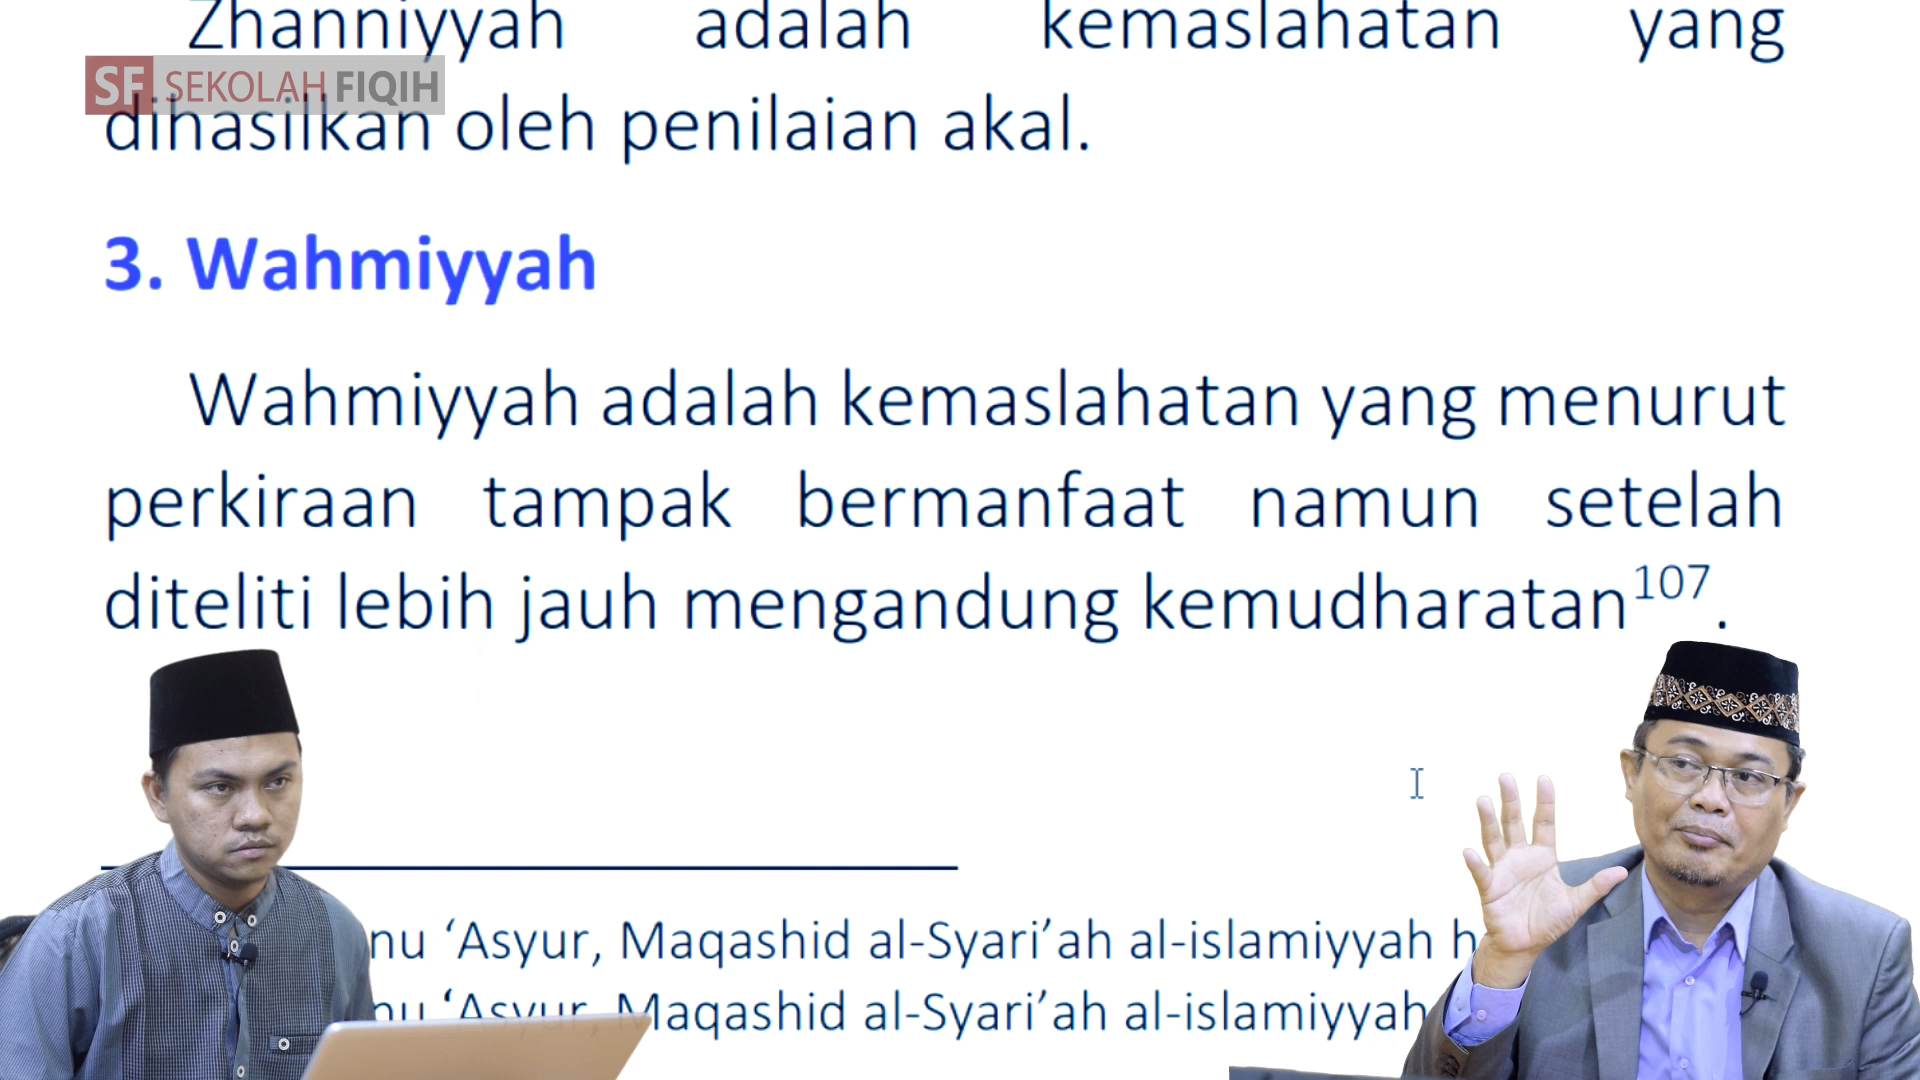 Zhanniyyah adalah kemaslahatan yang
SF SEKOLAH FIQIH
dihasilkan oleh penilaian akal.
3. Wahmiyyah
Wahmiyyah adalah kemaslahatan yang menurut
perkiraan tampak bermanfaat namun setelah
diteliti lebih jauh mengandung kemudharatan107.
‘Asyur, Maqashid al-Syari’ah al-islamiyyah
‘Asyur, Maqashid al-Syari’ah al-islamiyyah